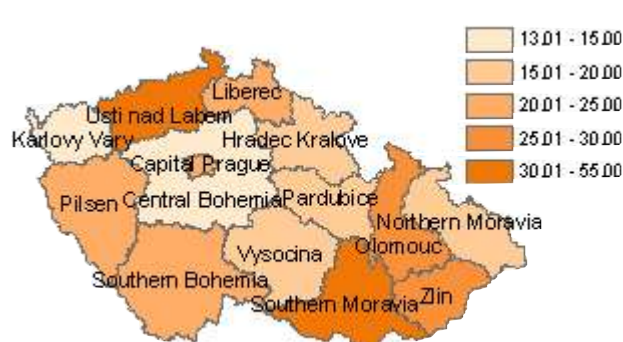 13.01 - 15.00
15.01 - 20.00
20.01 - 25.00
25.01 - 30.00
30.01 - 55.00
Liberec
Usti nad Labem
Karlovy Vary
Hradec Kralove
Capital Prague
Pilsen
Central Bohemia
Pardubice
Northern Moravia
Olomouc
Vysocina
Southern Bohemia
Southern Moravia
Zlin